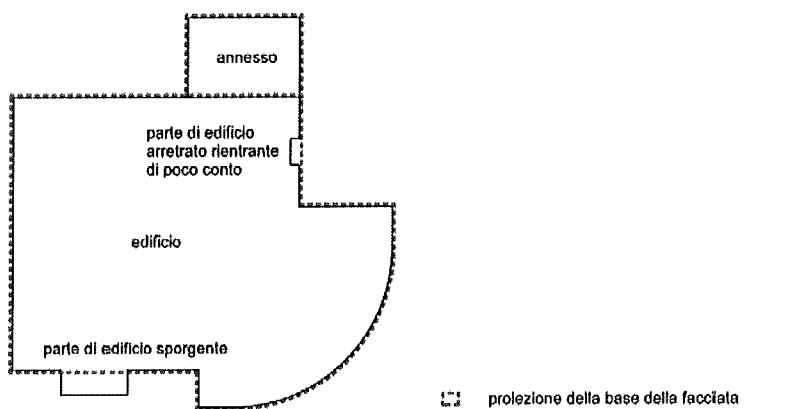 annesso
parte di edificio
arretrato rientrante
di poco conto
edificio
parte di edificio sporgente
proiezione della base della facciata